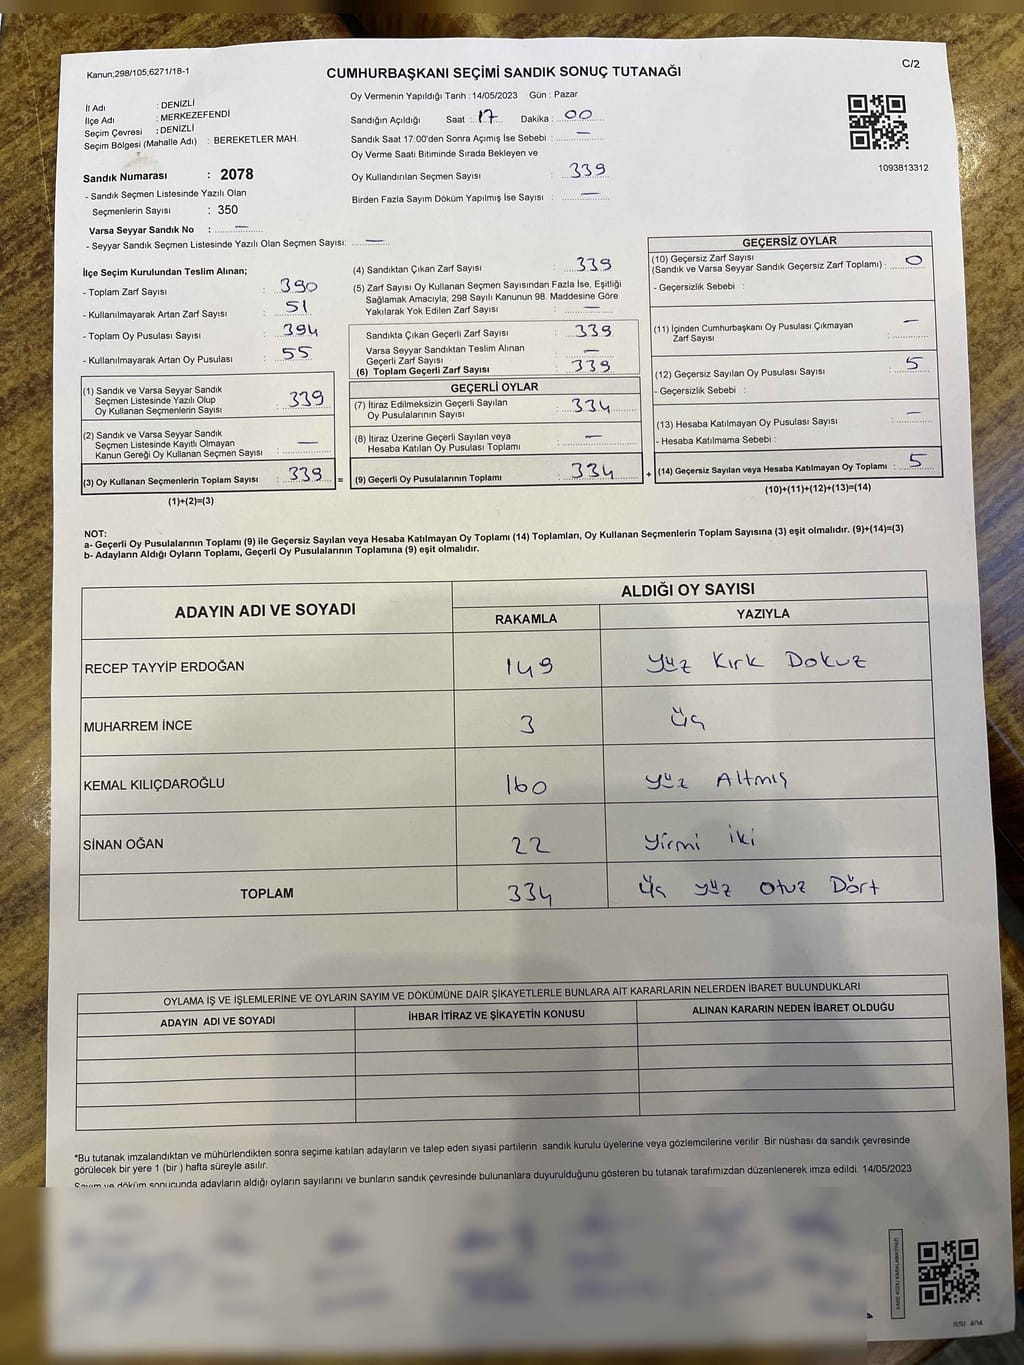 Kanun;298/105;6271/18-1
CUMHURBAŞKANI SEÇİMİ SANDIK SONUÇ TUTANAĞI
C/2
İl Adı : DENİZLİ
İlçe Adı : MERKEZEFENDİ
Seçim Çevresi : DENİZLİ
Seçim Bölgesi (Mahalle Adı) : BEREKETLER MAH.
Sandık Numarası : 2078
- Sandık Seçmen Listesinde Yazılı Olan
Seçmenlerin Sayısı : 350
Varsa Seyyar Sandık No : —
- Seyyar Sandık Seçmen Listesinde Yazılı Olan Seçmen Sayısı: —
Oy Vermenin Yapıldığı Tarih : 14/05/2023 Gün : Pazar
Sandığın Açıldığı Saat : 17 Dakika : 00
Sandık Saat 17:00'den Sonra Açımış İse Sebebi : —
Oy Verme Saati Bitiminde Sırada Bekleyen ve
Oy Kullandırılan Seçmen Sayısı : 339
Birden Fazla Sayım Döküm Yapılmış İse Sayısı : —
1093813312
İlçe Seçim Kurulundan Teslim Alınan;
- Toplam Zarf Sayısı : 390
- Kullanılmayarak Artan Zarf Sayısı : 51
- Toplam Oy Pusulası Sayısı : 394
- Kullanılmayarak Artan Oy Pusulası : 55
(1) Sandık ve Varsa Seyyar Sandık
Seçmen Listesinde Yazılı Olup
Oy Kullanan Seçmenlerin Sayısı : 339
(2) Sandık ve Varsa Seyyar Sandık
Seçmen Listesinde Kayıtlı Olmayan
Kanun Gereği Oy Kullanan Seçmen Sayısı : —
(3) Oy Kullanan Seçmenlerin Toplam Sayısı : 339 =
(1)+(2)=(3)
(4) Sandıktan Çıkan Zarf Sayısı : 339
(5) Zarf Sayısı Oy Kullanan Seçmen Sayısından Fazla İse, Eşitliği
Sağlamak Amacıyla; 298 Sayılı Kanunun 98. Maddesine Göre
Yakılarak Yok Edilen Zarf Sayısı : —
Sandıkta Çıkan Geçerli Zarf Sayısı : 339
Varsa Seyyar Sandıktan Teslim Alınan
Geçerli Zarf Sayısı : —
(6) Toplam Geçerli Zarf Sayısı : 339
GEÇERLİ OYLAR
(7) İtiraz Edilmeksizin Geçerli Sayılan
Oy Pusulalarının Sayısı : 334
(8) İtiraz Üzerine Geçerli Sayılan veya
Hesaba Katılan Oy Pusulası Toplamı : —
(9) Geçerli Oy Pusulalarının Toplamı : 334 +
GEÇERSİZ OYLAR
(10) Geçersiz Zarf Sayısı
(Sandık ve Varsa Seyyar Sandık Geçersiz Zarf Toplamı) : 0
- Geçersizlik Sebebi :
(11) İçinden Cumhurbaşkanı Oy Pusulası Çıkmayan
Zarf Sayısı : —
(12) Geçersiz Sayılan Oy Pusulası Sayısı : 5
- Geçersizlik Sebebi :
(13) Hesaba Katılmayan Oy Pusulası Sayısı : —
- Hesaba Katılmama Sebebi :
(14) Geçersiz Sayılan veya Hesaba Katılmayan Oy Toplamı : 5
(10)+(11)+(12)+(13)=(14)
NOT:
a- Geçerli Oy Pusulalarının Toplamı (9) ile Geçersiz Sayılan veya Hesaba Katılmayan Oy Toplamı (14) Toplamları, Oy Kullanan Seçmenlerin Toplam Sayısına (3) eşit olmalıdır. (9)+(14)=(3)
b- Adayların Aldığı Oyların Toplamı, Geçerli Oy Pusulalarının Toplamına (9) eşit olmalıdır.
ADAYIN ADI VE SOYADI
ALDIĞI OY SAYISI
RAKAMLA YAZIYLA
RECEP TAYYİP ERDOĞAN 149 Yüz Kırk Dokuz
MUHARREM İNCE 3 Üç
KEMAL KILIÇDAROĞLU 160 Yüz Altmış
SİNAN OĞAN 22 Yirmi iki
TOPLAM 334 Üç yüz otuz Dört
OYLAMA İŞ VE İŞLEMLERİNE VE OYLARIN SAYIM VE DÖKÜMÜNE DAİR ŞİKAYETLERLE BUNLARA AİT KARARLARIN NELERDEN İBARET BULUNDUKLARI
ADAYIN ADI VE SOYADI İHBAR İTİRAZ VE ŞİKAYETİN KONUSU ALINAN KARARIN NEDEN İBARET OLDUĞU
*Bu tutanak imzalandıktan ve mühürlendikten sonra seçime katılan adayların ve talep eden siyasi partilerin sandık kurulu üyelerine veya gözlemcilerine verilir .Bir nüshası da sandık çevresinde
görülecek bir yere 1 (bir ) hafta süreyle asılır.
Sayım ve döküm sonucunda adayların aldığı oyların sayılarını ve bunların sandık çevresinde bulunanlara duyurulduğunu gösteren bu tutanak tarafımızdan düzenlenerek imza edildi. 14/05/2023